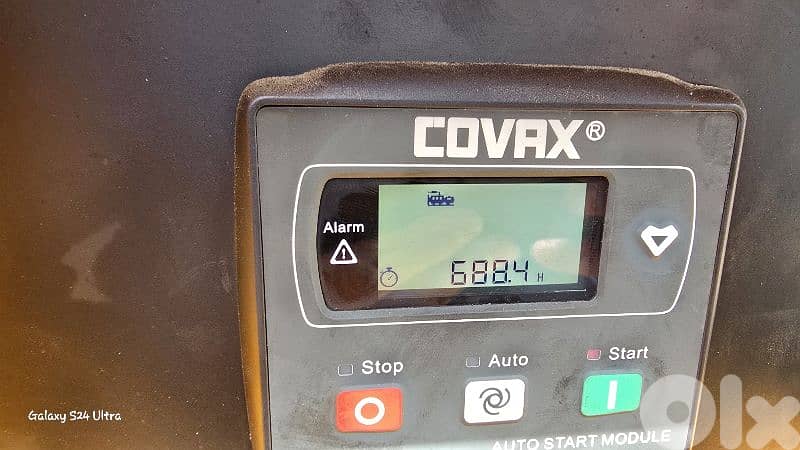 COVAX®
Alarm
688.4 H
Stop
Auto
Start
AUTO START MODULE
Galaxy S24 Ultra
olx